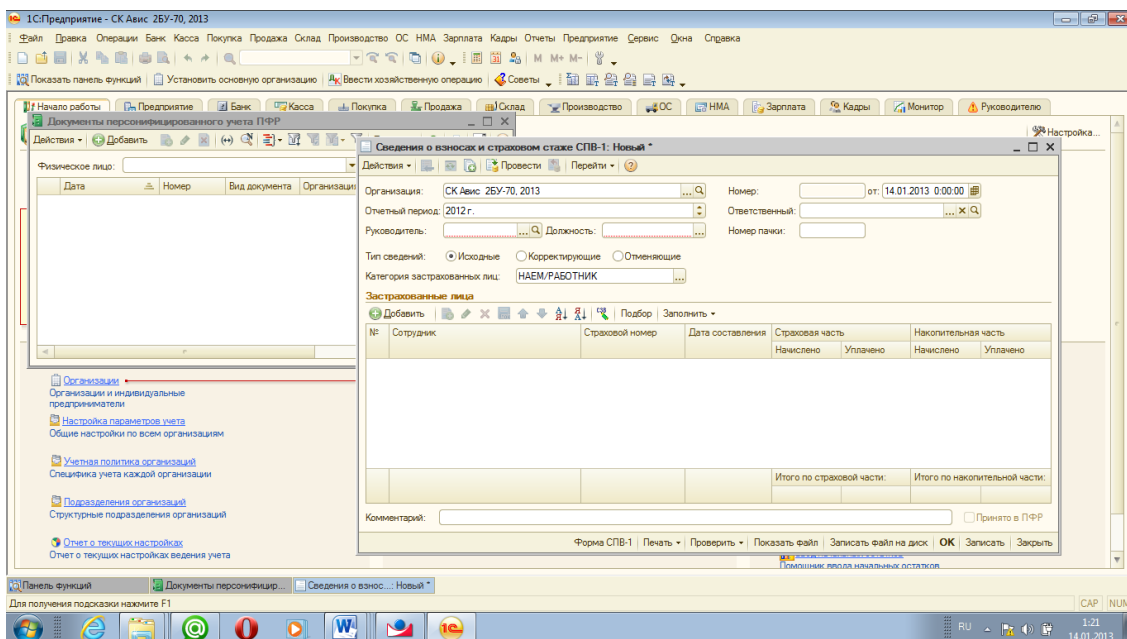 1С:Предприятие - СК Авис 2БУ-70, 2013
Файл Правка Операции Банк Касса Покупка Продажа Склад Производство ОС НМА Зарплата Кадры Отчеты Предприятие Сервис Окна Справка
M M+ M-
Показать панель функций Установить основную организацию Ввести хозяйственную операцию Советы
Начало работы Предприятие Банк Касса Покупка Продажа Склад Производство ОС НМА Зарплата Кадры Монитор Руководителю
Документы персонифицированного учета ПФР
Настройка...
Действия Добавить
Физическое лицо:
Дата Номер Вид документа Организаци
Сведения о взносах и страховом стаже СПВ-1: Новый *
Действия Провести Перейти
Организация: СК Авис 2БУ-70, 2013 Номер: от: 14.01.2013 0:00:00
Отчетный период: 2012 г. Ответственный:
Руководитель: Должность: Номер пачки:
Тип сведений: Исходные Корректирующие Отменяющие
Категория застрахованных лиц: НАЕМ/РАБОТНИК
Застрахованные лица
Добавить Подбор Заполнить
№ Сотрудник Страховой номер Дата составления Страховая часть Накопительная часть
Начислено Уплачено Начислено Уплачено
Итого по страховой части: Итого по накопительной части:
Комментарий: Принято в ПФР
Форма СПВ-1 Печать Проверить Показать файл Записать файл на диск OK Записать Закрыть
Организации
Организации и индивидуальные
предприниматели
Настройка параметров учета
Общие настройки по всем организациям
Учетная политика организаций
Специфика учета каждой организации
Подразделения организаций
Структурные подразделения организаций
Отчет о текущих настройках
Отчет о текущих настройках ведения учета
Помощник ввода начальных остатков
Панель функций Документы персонифицир... Сведения о взнос...: Новый *
Для получения подсказки нажмите F1
CAP NUM
RU 1:21
14.01.2013